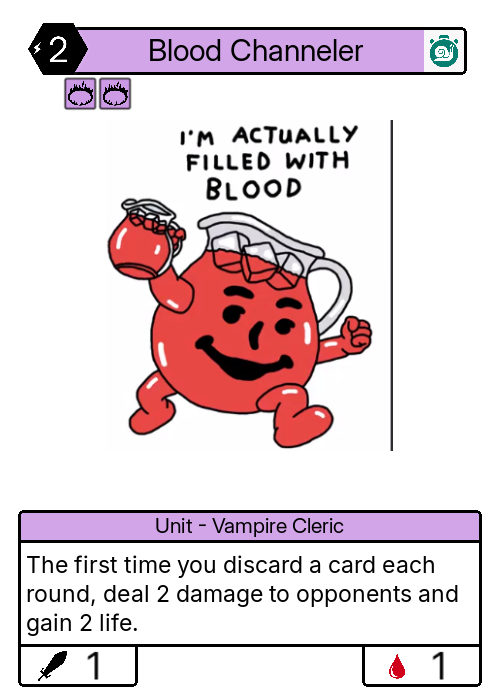 2
Blood Channeler
I'M ACTUALLY
FILLED WITH
BLOOD
Unit - Vampire Cleric
The first time you discard a card each
round, deal 2 damage to opponents and
gain 2 life.
1
1